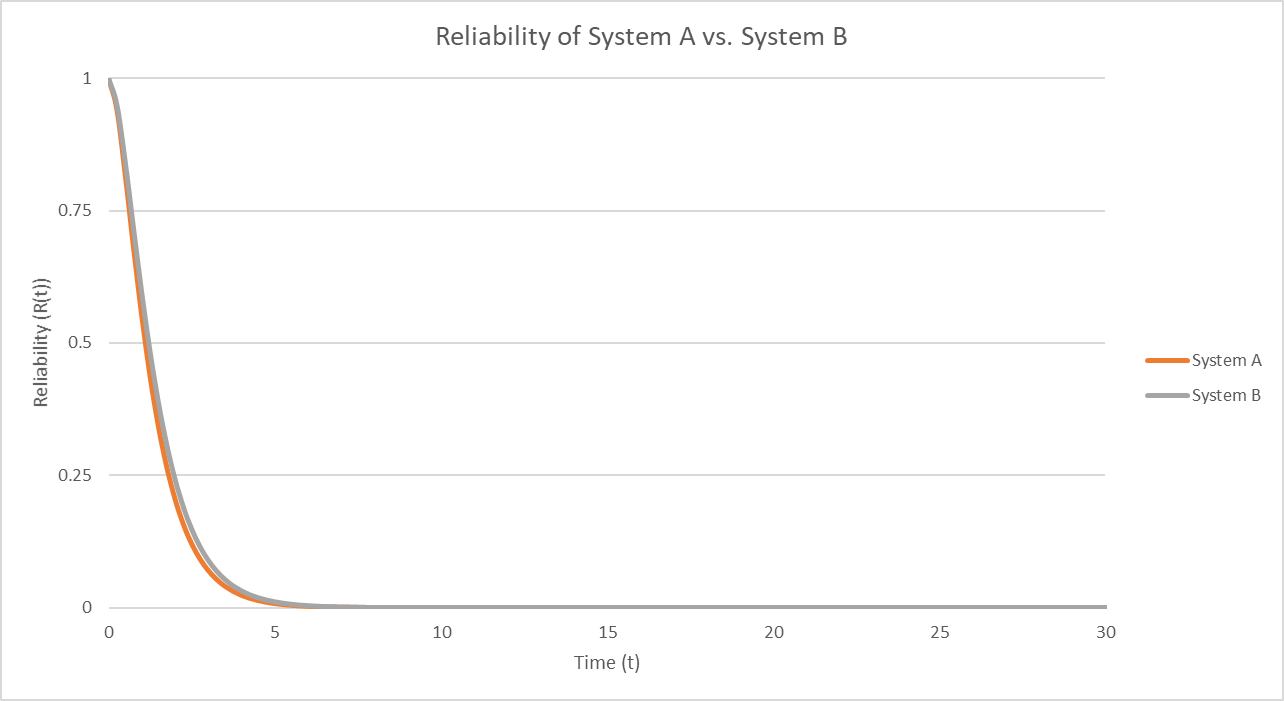 Reliability of System A vs. System B
1
0.75
0.5
0.25
0
Reliability (R(t))
0 5 10 15 20 25 30
Time (t)
System A
System B